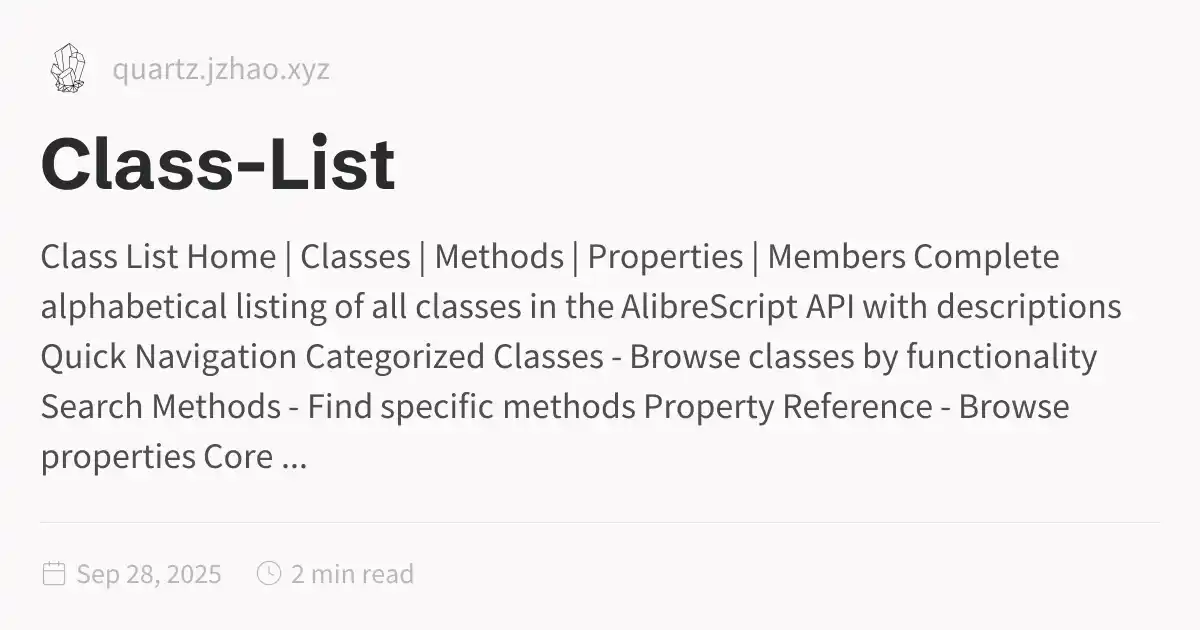 quartz.jzhao.xyz
Class-List
Class List Home | Classes | Methods | Properties | Members Complete
alphabetical listing of all classes in the AlibreScript API with descriptions
Quick Navigation Categorized Classes - Browse classes by functionality
Search Methods - Find specific methods Property Reference - Browse
properties Core ...
Sep 28, 2025 2 min read